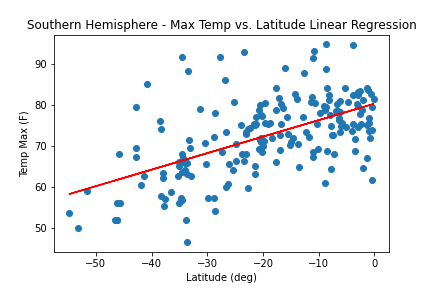 Southern Hemisphere - Max Temp vs. Latitude Linear Regression
90
80
70
60
50
Temp Max (F)
−50 −40 −30 −20 −10 0
Latitude (deg)